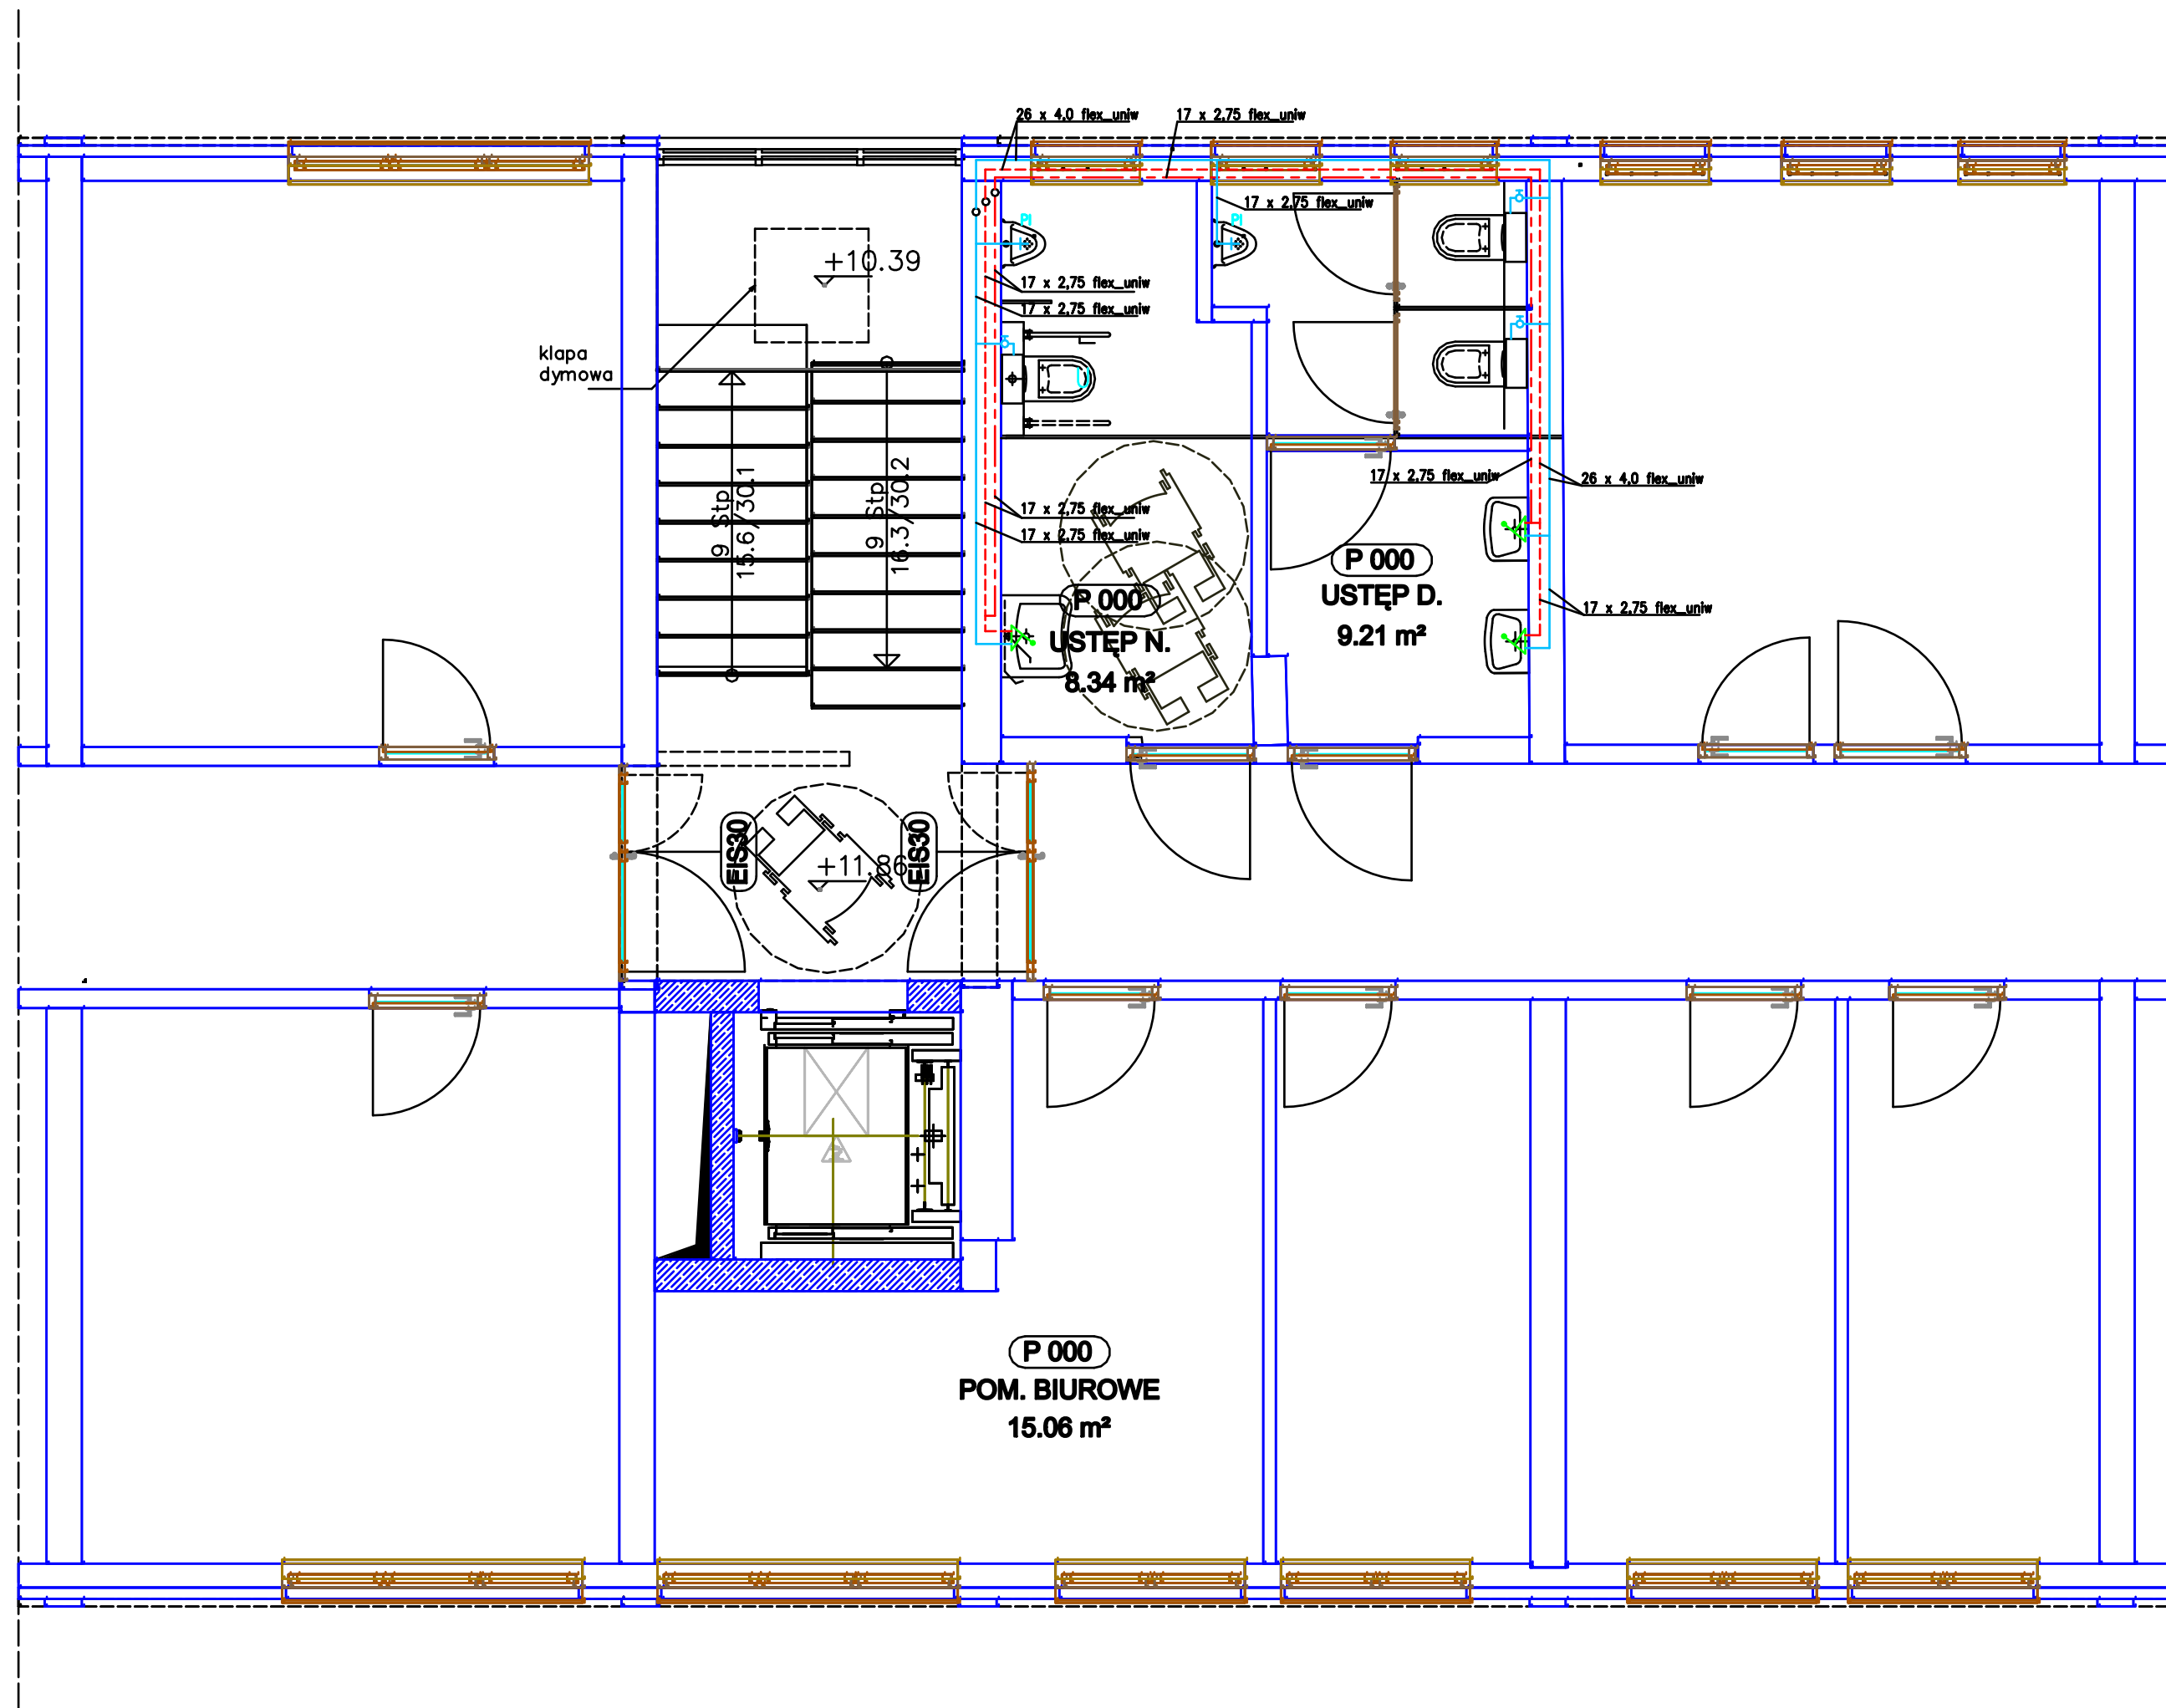 26 x 4,0 flex_uniw
17 x 2,75 flex_uniw
17 x 2,75 flex_uniw
PI
PI
+10.39
17 x 2,75 flex_uniw
17 x 2,75 flex_uniw
klapa
dymowa
9 Stp
15.6/30.1
9 Stp
16.3/30.2
17 x 2,75 flex_uniw
26 x 4,0 flex_uniw
17 x 2,75 flex_uniw
17 x 2,75 flex_uniw
P 000
USTĘP D.
9.21 m²
17 x 2,75 flex_uniw
P 000
USTĘP N.
8.34 m²
EIS30
+11.86
EIS30
P 000
POM. BIUROWE
15.06 m²